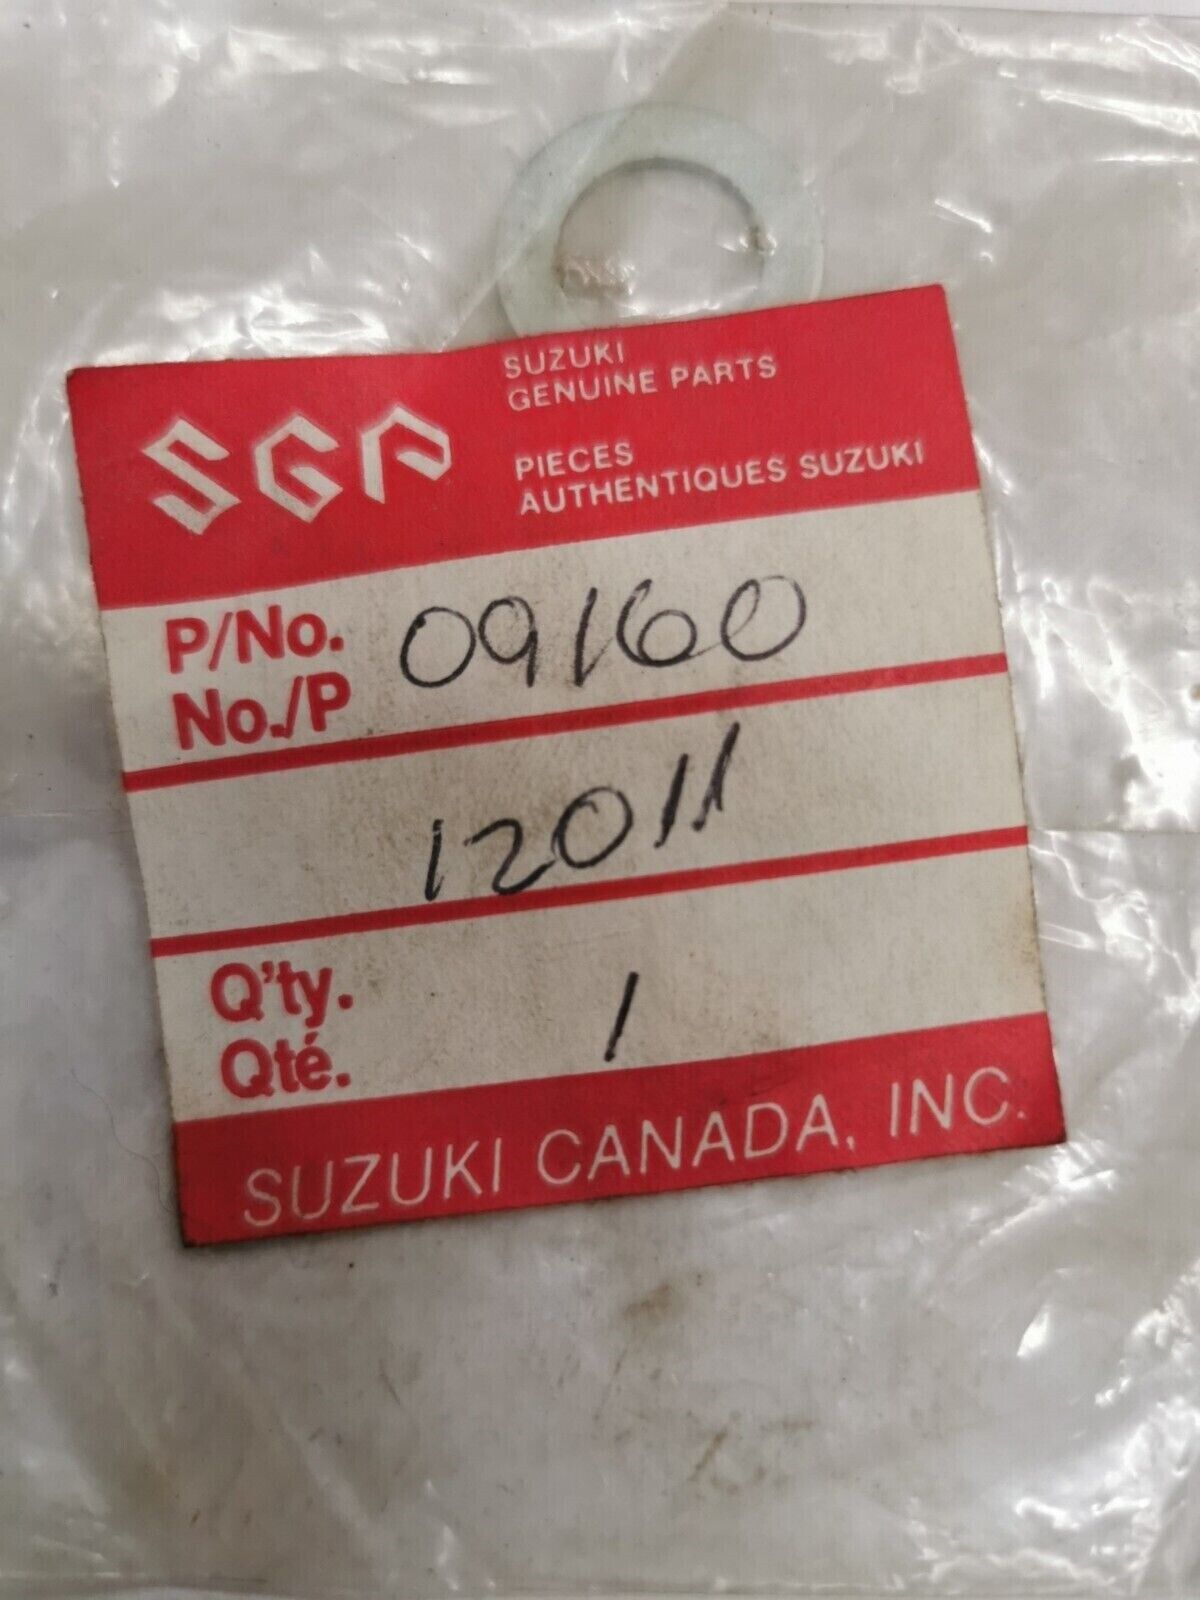 SGP
SUZUKI
GENUINE PARTS
PIECES
AUTHENTIQUES SUZUKI
P/No.
No./P
09160
12011
Q'ty.
Qté.
1
SUZUKI CANADA, INC.